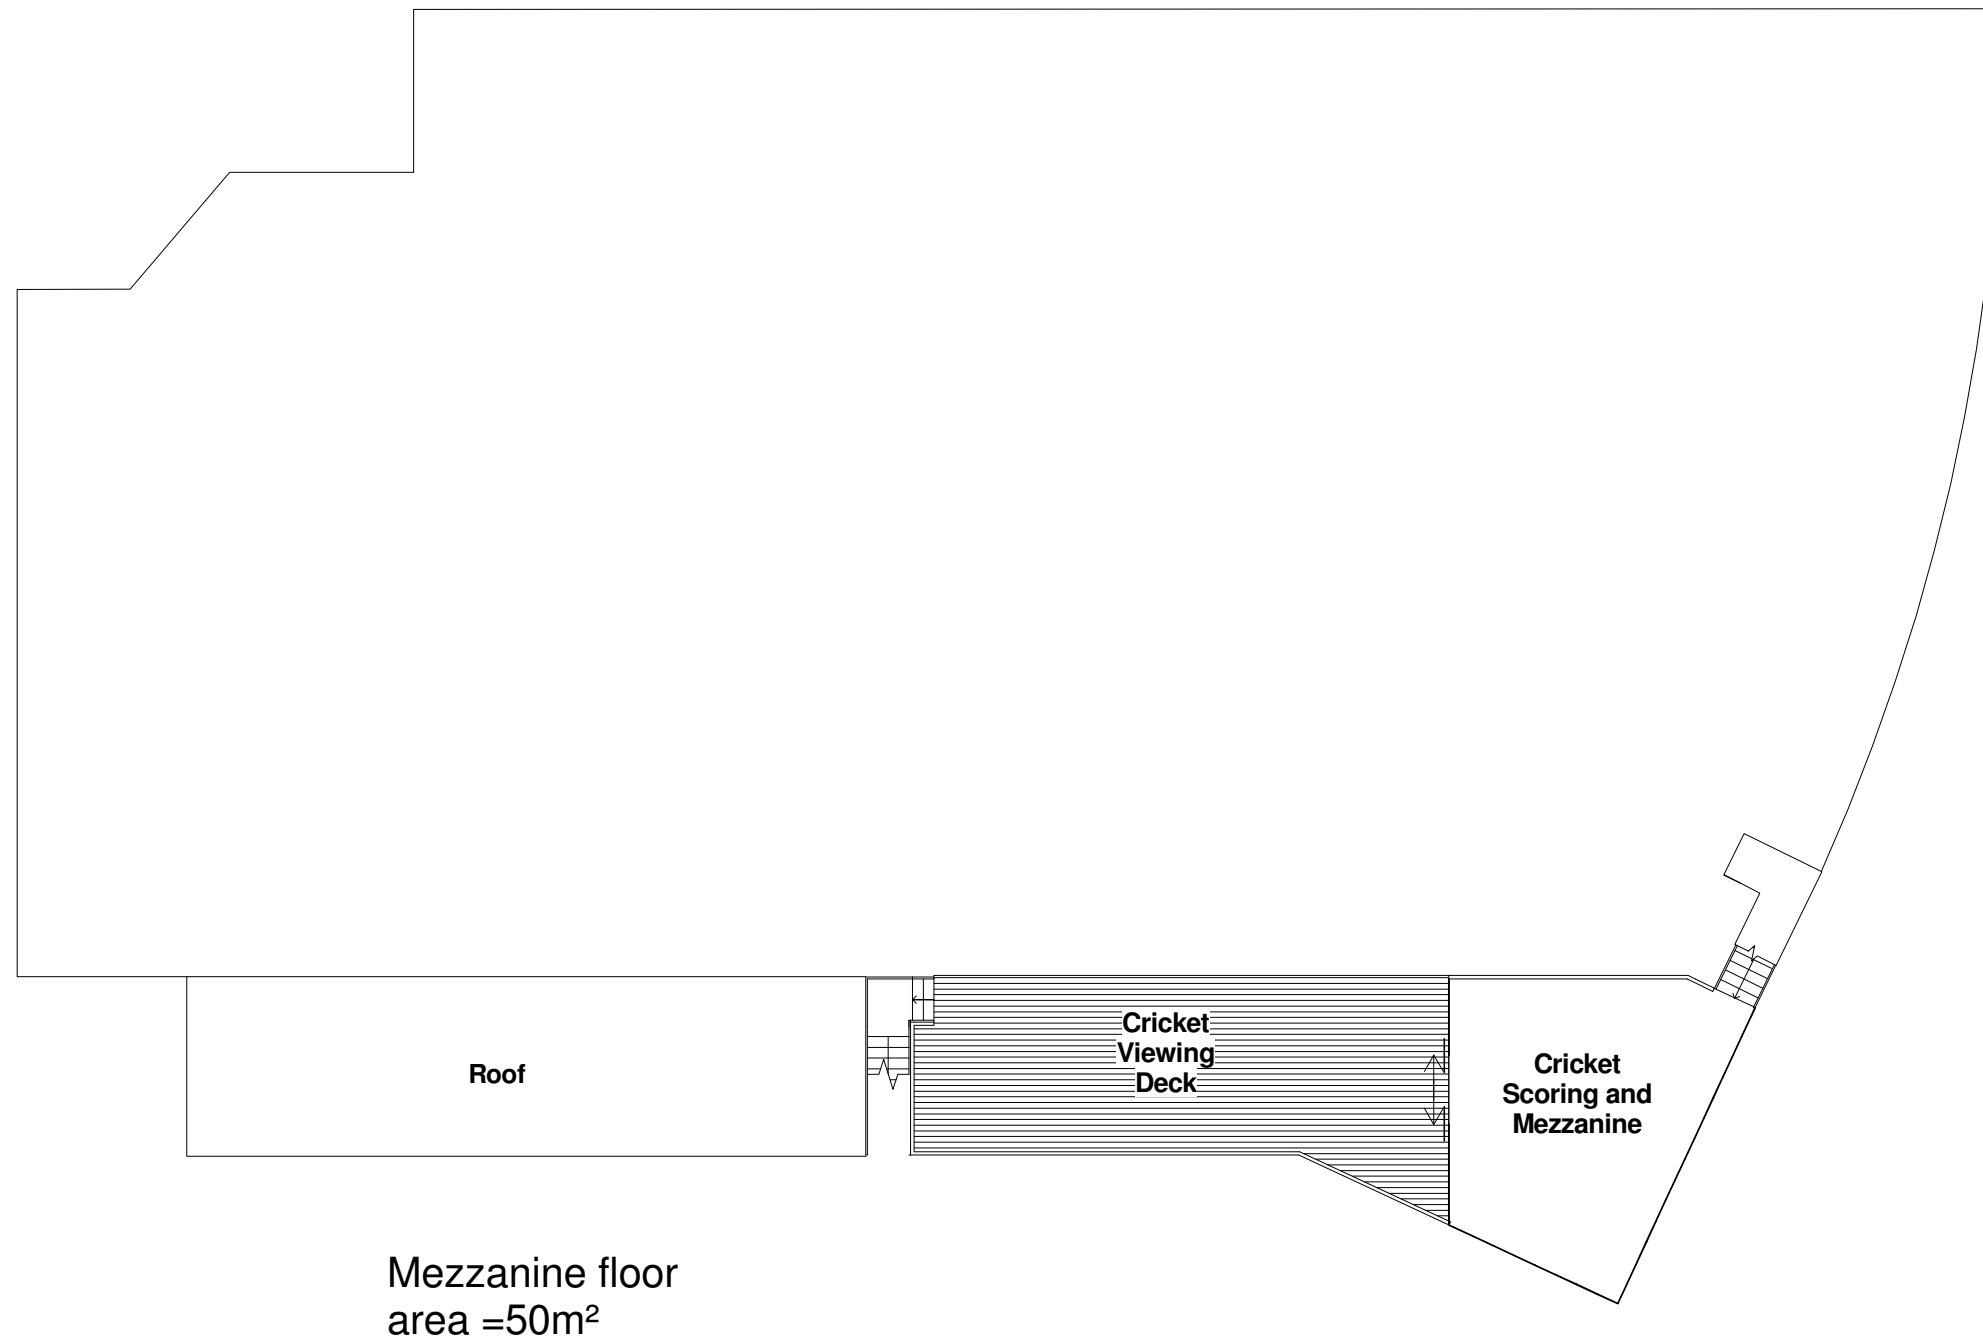 Cricket
Viewing
Deck
Roof
Cricket
Scoring and
Mezzanine
Mezzanine floor
area =50m²